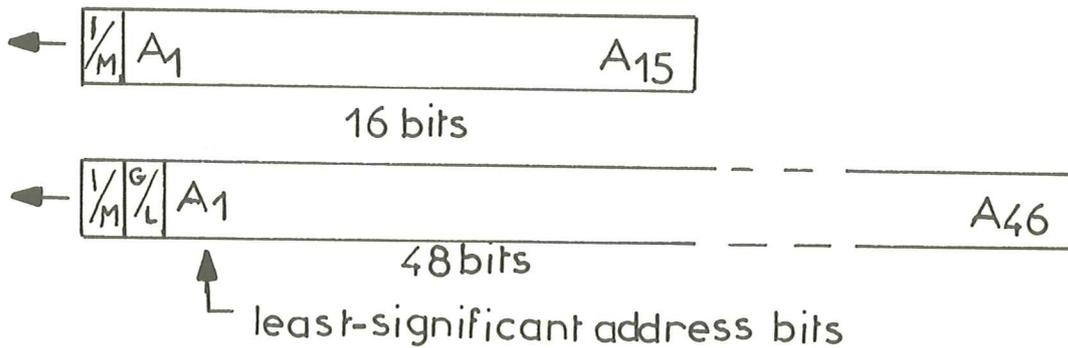 I/M A1 A15
16 bits
I/M G/L A1 A46
48 bits
least-significant address bits